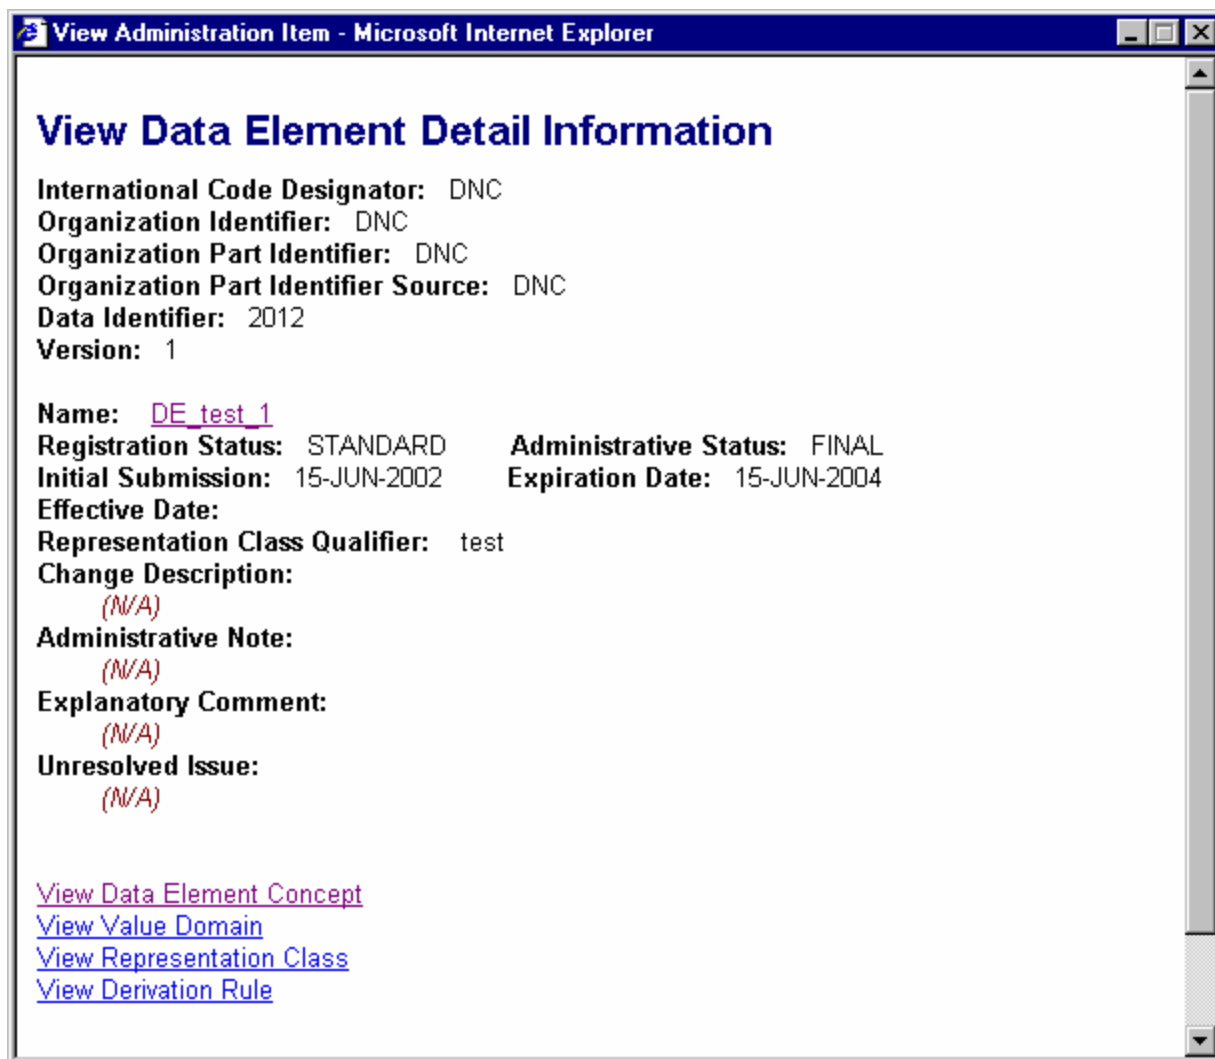 View Administration Item - Microsoft Internet Explorer
View Data Element Detail Information
International Code Designator: DNC
Organization Identifier: DNC
Organization Part Identifier: DNC
Organization Part Identifier Source: DNC
Data Identifier: 2012
Version: 1
Name: DE_test_1
Registration Status: STANDARD Administrative Status: FINAL
Initial Submission: 15-JUN-2002 Expiration Date: 15-JUN-2004
Effective Date:
Representation Class Qualifier: test
Change Description:
(N/A)
Administrative Note:
(N/A)
Explanatory Comment:
(N/A)
Unresolved Issue:
(N/A)
View Data Element Concept
View Value Domain
View Representation Class
View Derivation Rule